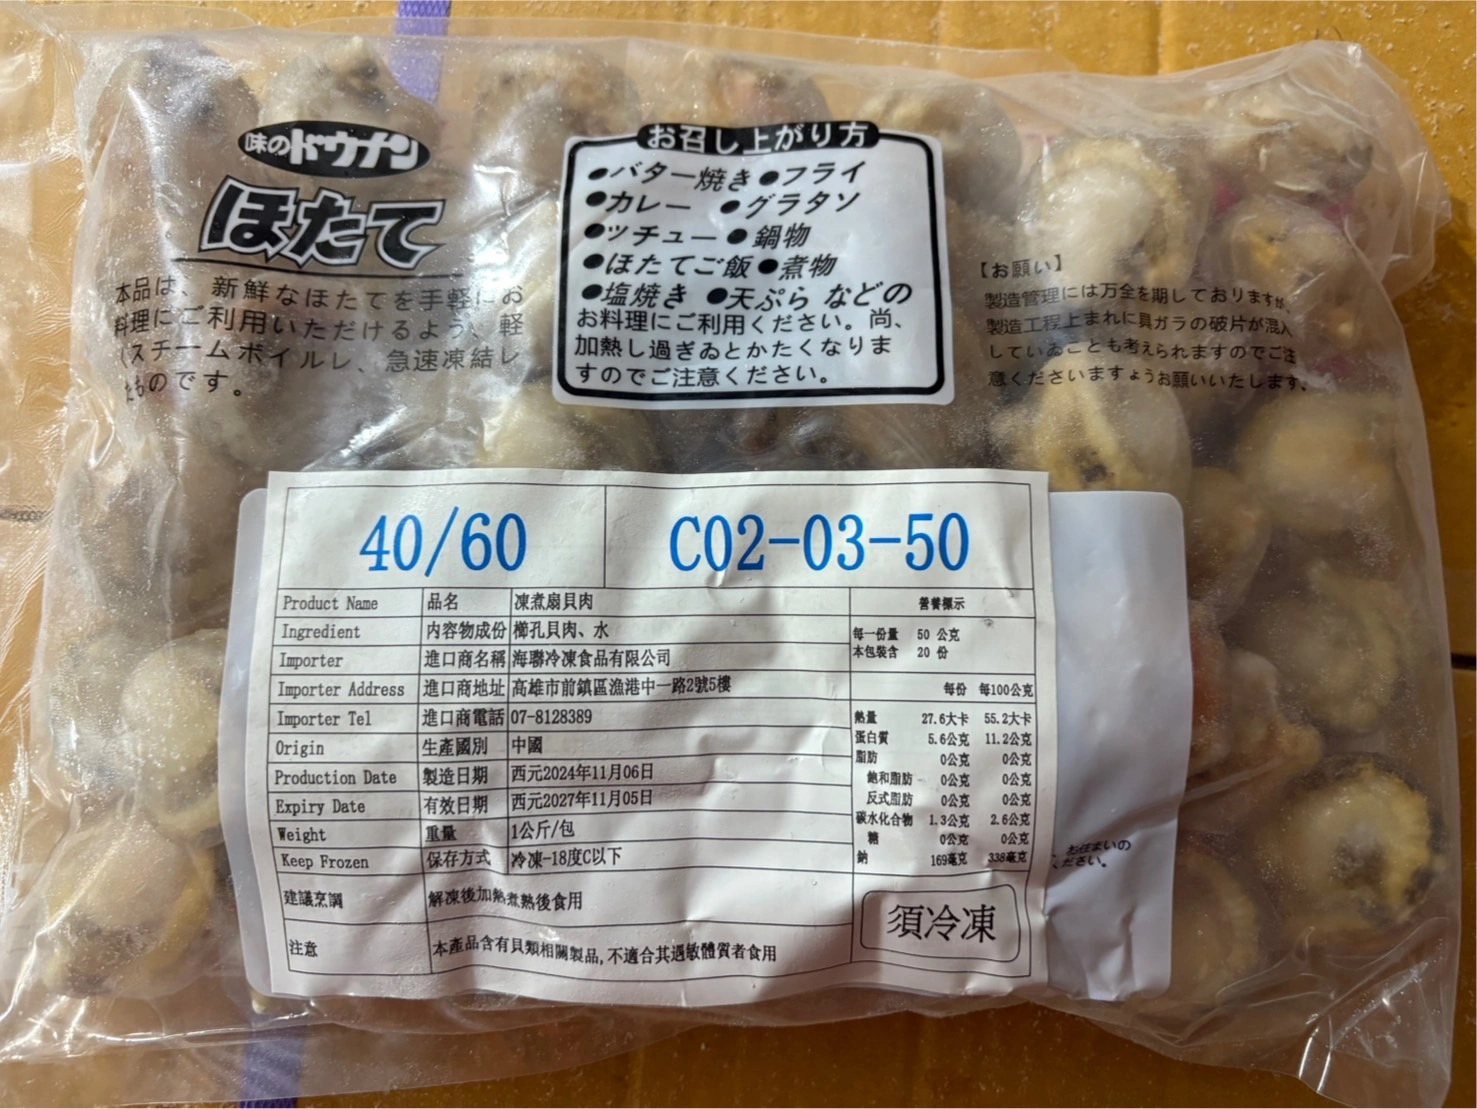 味のドウナン
ほたて
本品は、新鮮なほたてを手軽にお
料理にご利用いただけるよう、軽
くスチームボイルし、急速凍結し
たものです。
お召し上がり方
●バター焼き●フライ
●カレー ●グラタソ
●ツチュー●鍋物
●ほたてご飯●煮物
●塩焼き ●天ぷら などの
お料理にご利用ください。尚、
加熱し過ぎゐとかたくなりま
すのでご注意ください。
【お願い】
製造管理には万全を期しておりますが、
製造工程上まれに貝ガラの破片が混入
していゐことも考えられますのでご注
意くださいますょうお願いいたします。
40/60 C02-03-50
Product Name 品名 凍煮扇貝肉
Ingredient 內容物成份 櫛孔貝肉、水
Importer 進口商名稱 海聯冷凍食品有限公司
Importer Address 進口商地址 高雄市前鎮區漁港中一路2號5樓
Importer Tel 進口商電話 07-8128389
Origin 生產國別 中國
Production Date 製造日期 西元2024年11月06日
Expiry Date 有效日期 西元2027年11月05日
Weight 重量 1公斤/包
Keep Frozen 保存方式 冷凍-18度C以下
建議烹調 解凍後加熱煮熟後食用
注意 本產品含有貝類相關製品,不適合其過敏體質者食用
營養標示
每一份量 50 公克
本包裝含 20 份
每份 每100公克
熱量 27.6大卡 55.2大卡
蛋白質 5.6公克 11.2公克
脂肪 0公克 0公克
飽和脂肪 0公克 0公克
反式脂肪 0公克 0公克
碳水化合物 1.3公克 2.6公克
糖 0公克 0公克
鈉 169毫克 338毫克
須冷凍
お住まいの
ください。